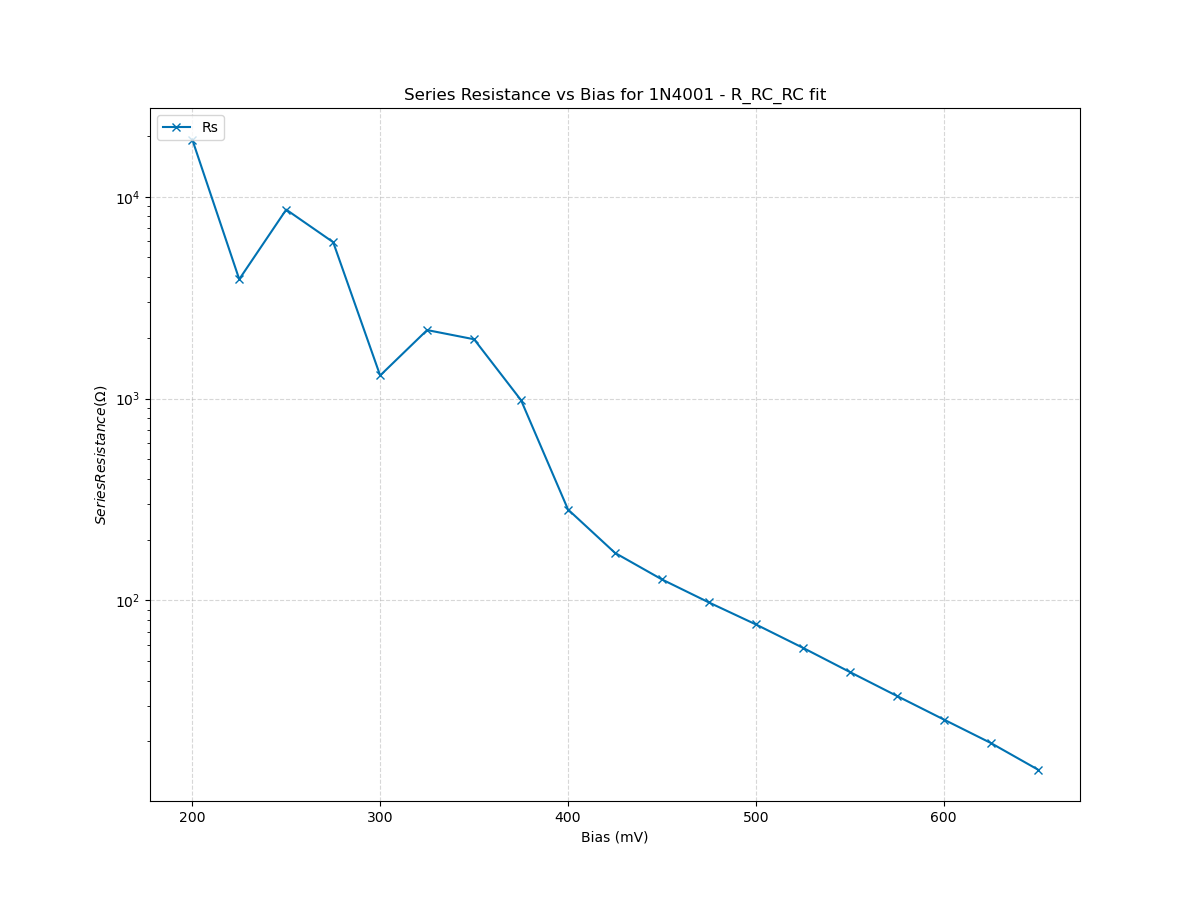 Series Resistance vs Bias for 1N4001 - R_RC_RC fit
Rs
10⁴
10³
10²
SeriesResistance(Ω)
200
300
400
500
600
Bias (mV)